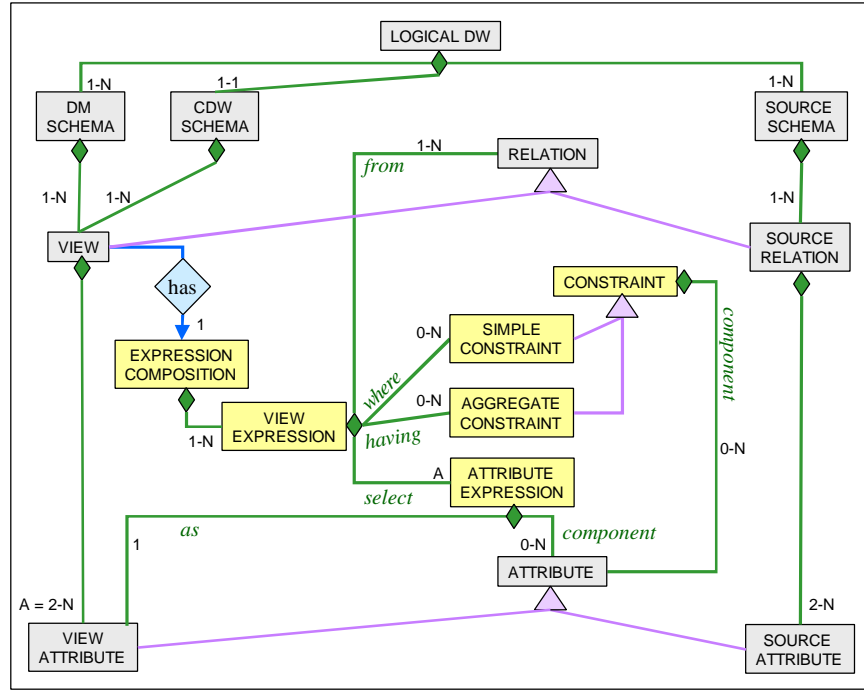 LOGICAL DW
1-N
1-1
1-N
DM
SCHEMA
CDW
SCHEMA
SOURCE
SCHEMA
1-N
from
RELATION
1-N
1-N
1-N
VIEW
SOURCE
RELATION
has
CONSTRAINT
1
0-N
SIMPLE
CONSTRAINT
component
EXPRESSION
COMPOSITION
where
0-N
AGGREGATE
CONSTRAINT
VIEW
EXPRESSION
1-N
having
0-N
A
ATTRIBUTE
EXPRESSION
select
as
1
component
0-N
ATTRIBUTE
A = 2-N
2-N
VIEW
ATTRIBUTE
SOURCE
ATTRIBUTE